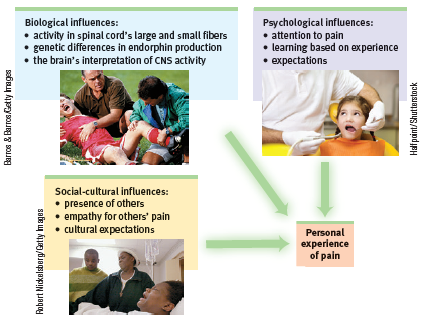 Biological influences:
• activity in spinal cord's large and small fibers
• genetic differences in endorphin production
• the brain's interpretation of CNS activity
Barros & Barros/Getty Images
Psychological influences:
• attention to pain
• learning based on experience
• expectations
Halfpoint/Shutterstock
Social-cultural influences:
• presence of others
• empathy for others' pain
• cultural expectations
Robert Nickelsberg/Getty Images
Personal
experience
of pain